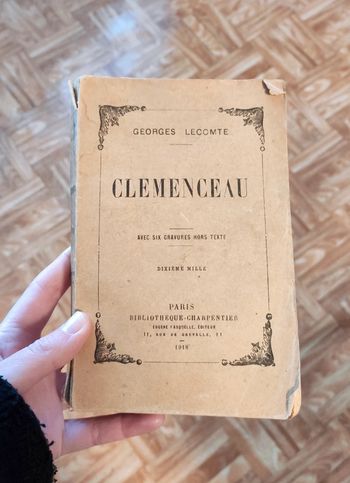 GEORGES LECOMTE
CLEMENCEAU
AVEC SIX GRAVURES HORS TEXTE
DIXIÈME MILLE
PARIS
BIBLIOTHÈQUE-CHARPENTIER
EUGÈNE FASQUELLE, ÉDITEUR
11, RUE DE GRENELLE, 11
1918